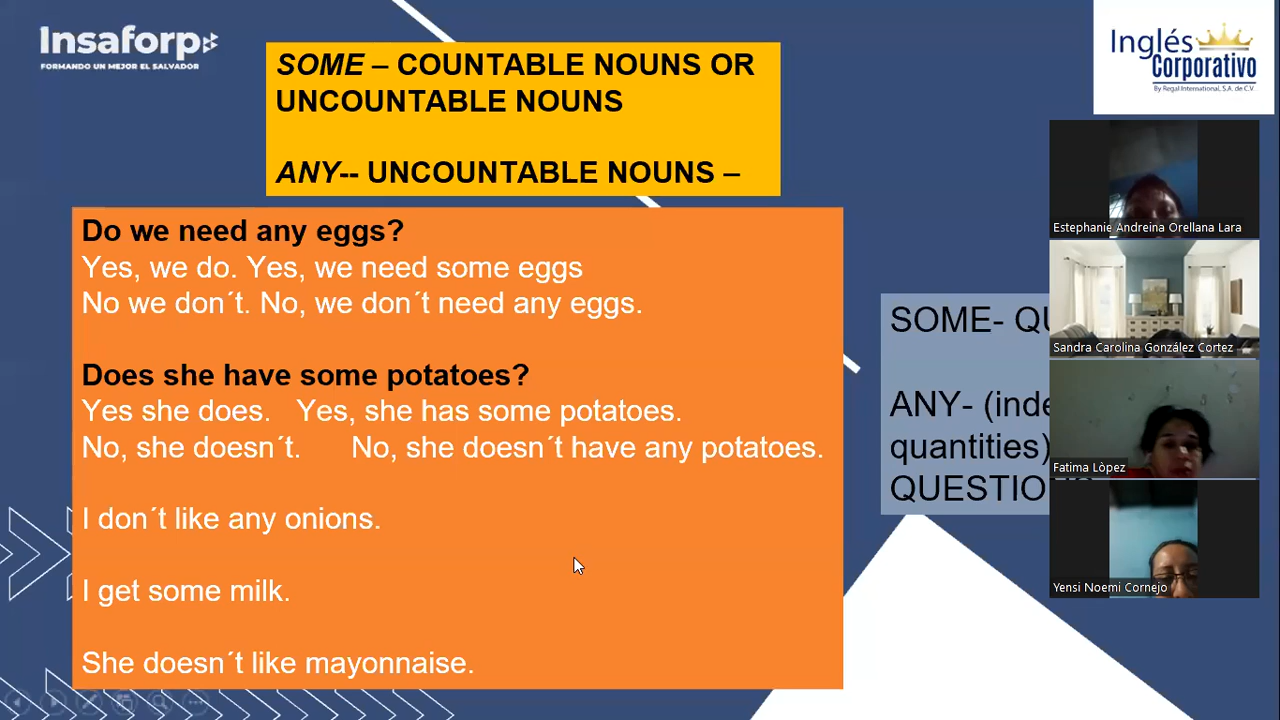 Insaforp
FORMANDO UN MEJOR EL SALVADOR
SOME – COUNTABLE NOUNS OR
UNCOUNTABLE NOUNS
ANY-- UNCOUNTABLE NOUNS –
Inglés
Corporativo
By Regal International, S.A. de C.V.
Do we need any eggs?
Yes, we do. Yes, we need some eggs
No we don´t. No, we don´t need any eggs.
Does she have some potatoes?
Yes she does. Yes, she has some potatoes.
No, she doesn´t. No, she doesn´t have any potatoes.
I don´t like any onions.
I get some milk.
She doesn´t like mayonnaise.
SOME-
ANY-
quantities)
Estephanie Andreina Orellana Lara
Sandra Carolina González Cortez
Fatima Lòpez
Yensi Noemi Cornejo